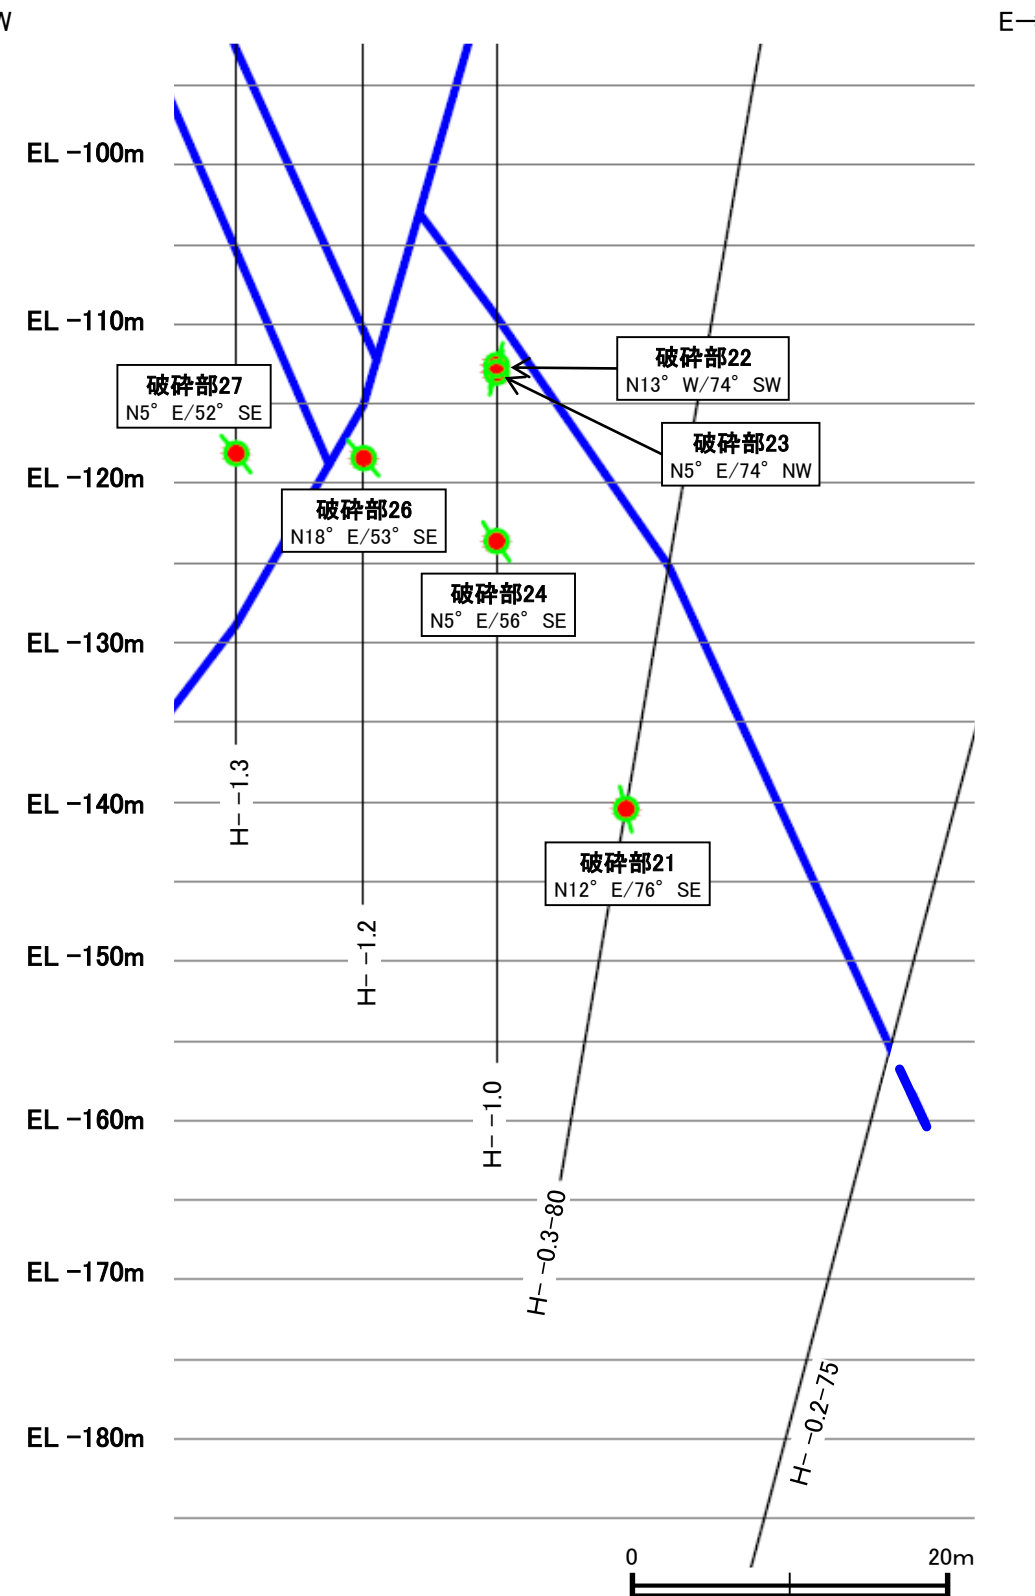 W
E—
EL －100m
EL －110m
破砕部22
N13° W/74° SW
破砕部27
N5° E/52° SE
破砕部23
N5° E/74° NW
EL －120m
破砕部26
N18° E/53° SE
破砕部24
N5° E/56° SE
EL －130m
H- -1.3
EL －140m
破砕部21
N12° E/76° SE
EL －150m
H- -1.2
EL －160m
H- -1.0
H- -0.3-80
EL －170m
H- -0.2-75
EL －180m
0
20m